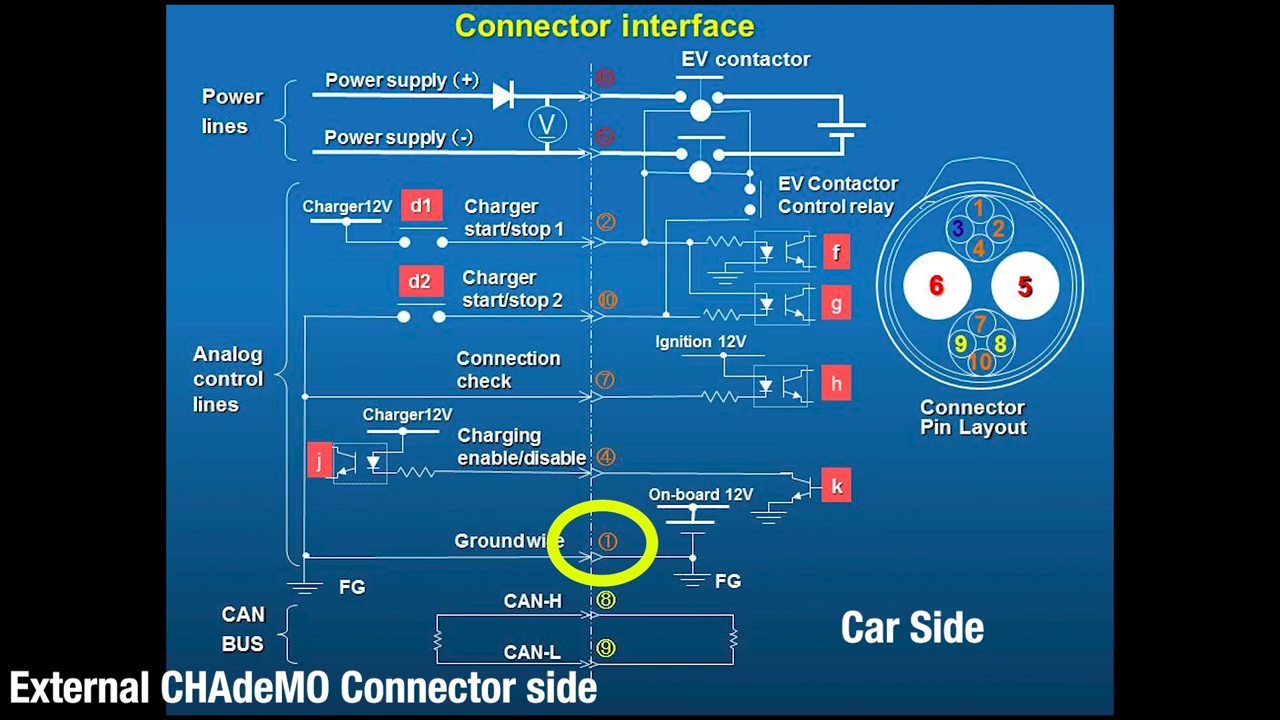 Connector interface
EV contactor
Power supply (+)
⑥
Power
lines
V
Power supply (-)
⑤
EV Contactor
Control relay
Charger12V
d1
Charger
start/stop 1
②
f
d2
Charger
start/stop 2
⑩
g
Ignition 12V
Analog
control
lines
Connection
check
⑦
h
Charger12V
j
Charging
enable/disable
④
k
On-board 12V
Ground wire
①
FG
FG
CAN
BUS
CAN-H
⑧
CAN-L
⑨
1
3
2
4
6
5
7
9
8
10
Connector
Pin Layout
Car Side
External CHAdeMO Connector side